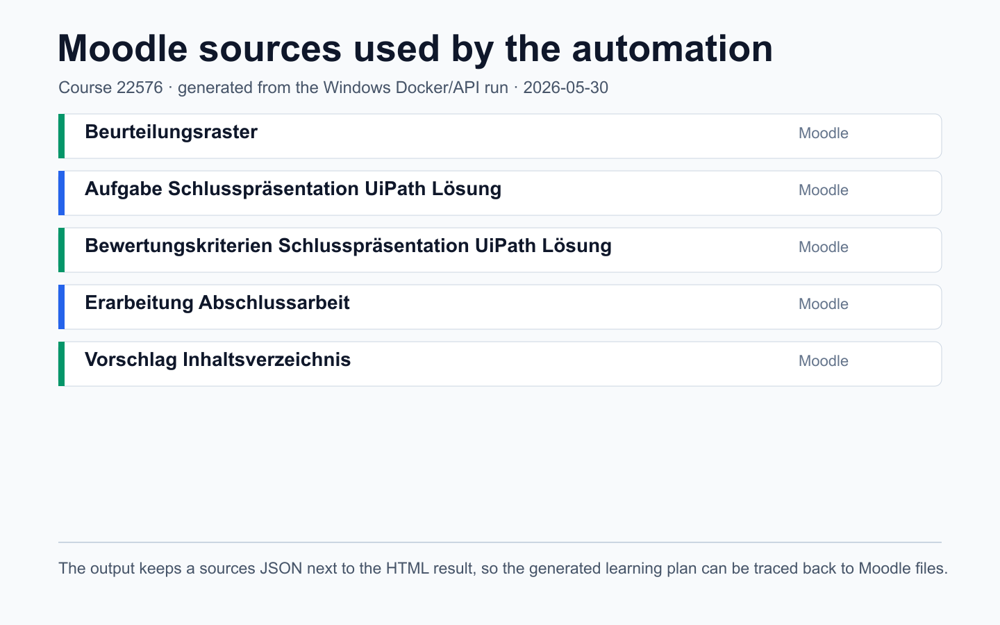 Moodle sources used by the automation
Course 22576 · generated from the Windows Docker/API run · 2026-05-30
Beurteilungsraster Moodle
Aufgabe Schlusspräsentation UiPath Lösung Moodle
Bewertungskriterien Schlusspräsentation UiPath Lösung Moodle
Erarbeitung Abschlussarbeit Moodle
Vorschlag Inhaltsverzeichnis Moodle
The output keeps a sources JSON next to the HTML result, so the generated learning plan can be traced back to Moodle files.